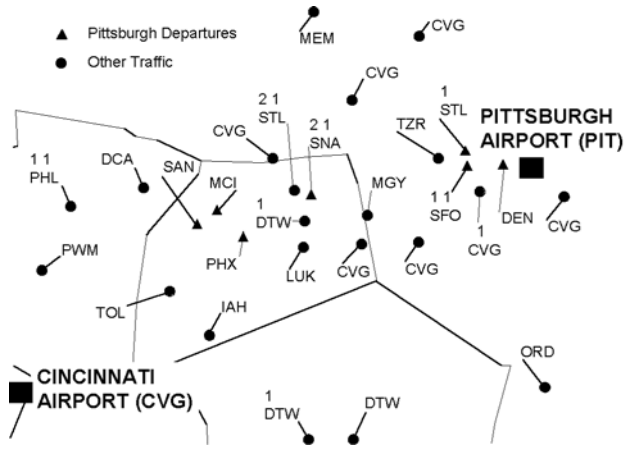 Pittsburgh Departures
Other Traffic
MEM
CVG
CVG
2 1
STL
2 1
SNA
CVG
TZR
1
STL
PITTSBURGH
AIRPORT (PIT)
1 1
PHL
DCA
SAN
MCI
MGY
1 1
SFO
DEN
CVG
1
DTW
1
CVG
PWM
PHX
LUK
CVG
CVG
TOL
IAH
ORD
CINCINNATI
AIRPORT (CVG)
1
DTW
DTW